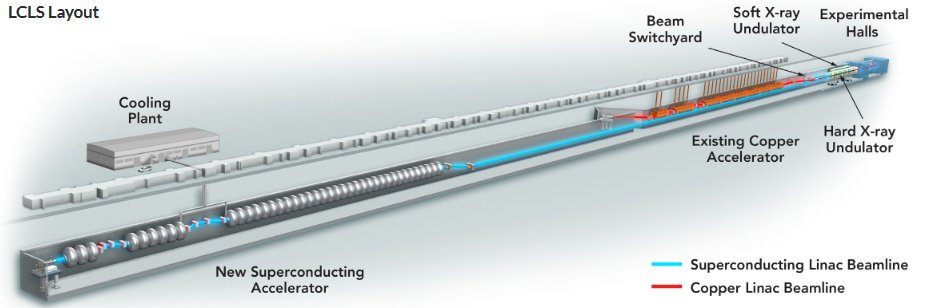 LCLS Layout
Beam
Switchyard
Soft X-ray
Undulator
Experimental
Halls
Cooling
Plant
Existing Copper
Accelerator
Hard X-ray
Undulator
New Superconducting
Accelerator
Superconducting Linac Beamline
Copper Linac Beamline